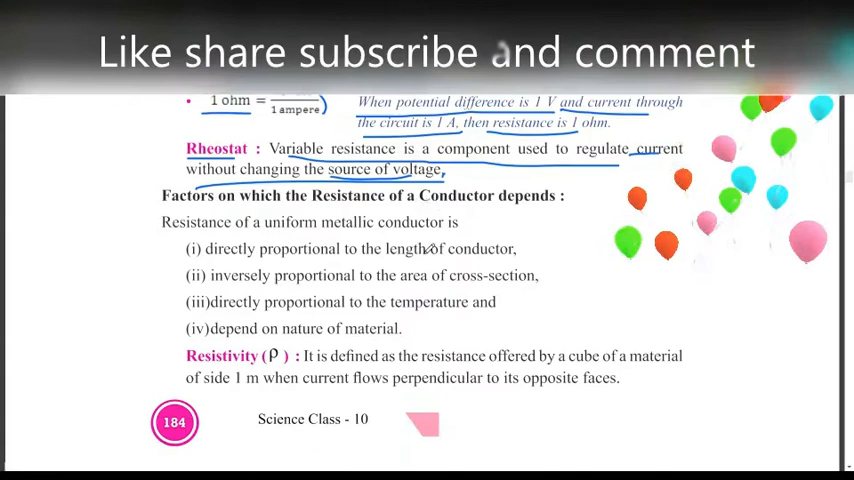 Like share subscribe and comment
• 1 ohm = 1 ampere
When potential difference is 1 V and current through
the circuit is 1 A, then resistance is 1 ohm.
Rheostat : Variable resistance is a component used to regulate current
without changing the source of voltage,
Factors on which the Resistance of a Conductor depends :
Resistance of a uniform metallic conductor is
(i) directly proportional to the length of conductor,
(ii) inversely proportional to the area of cross-section,
(iii)directly proportional to the temperature and
(iv)depend on nature of material.
Resistivity (ρ) : It is defined as the resistance offered by a cube of a material
of side 1 m when current flows perpendicular to its opposite faces.
184
Science Class - 10